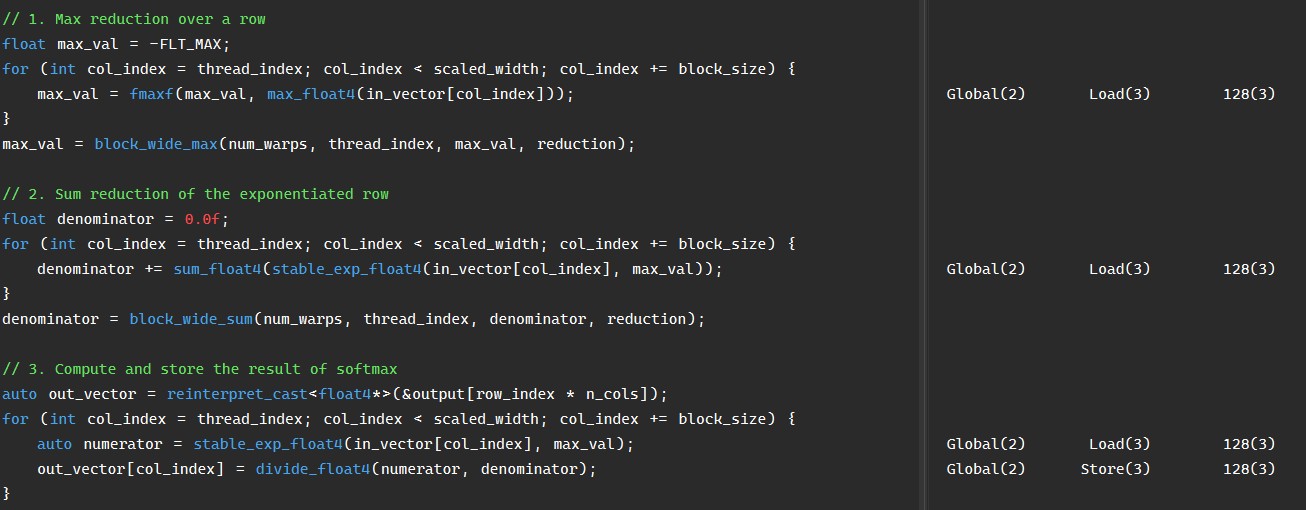 // 1. Max reduction over a row
float max_val = -FLT_MAX;
for (int col_index = thread_index; col_index < scaled_width; col_index += block_size) {
    max_val = fmaxf(max_val, max_float4(in_vector[col_index])); Global(2) Load(3) 128(3)
}
max_val = block_wide_max(num_warps, thread_index, max_val, reduction);

// 2. Sum reduction of the exponentiated row
float denominator = 0.0f;
for (int col_index = thread_index; col_index < scaled_width; col_index += block_size) {
    denominator += sum_float4(stable_exp_float4(in_vector[col_index], max_val)); Global(2) Load(3) 128(3)
}
denominator = block_wide_sum(num_warps, thread_index, denominator, reduction);

// 3. Compute and store the result of softmax
auto out_vector = reinterpret_cast<float4*>(&output[row_index * n_cols]);
for (int col_index = thread_index; col_index < scaled_width; col_index += block_size) {
    auto numerator = stable_exp_float4(in_vector[col_index], max_val); Global(2) Load(3) 128(3)
    out_vector[col_index] = divide_float4(numerator, denominator); Global(2) Store(3) 128(3)
}